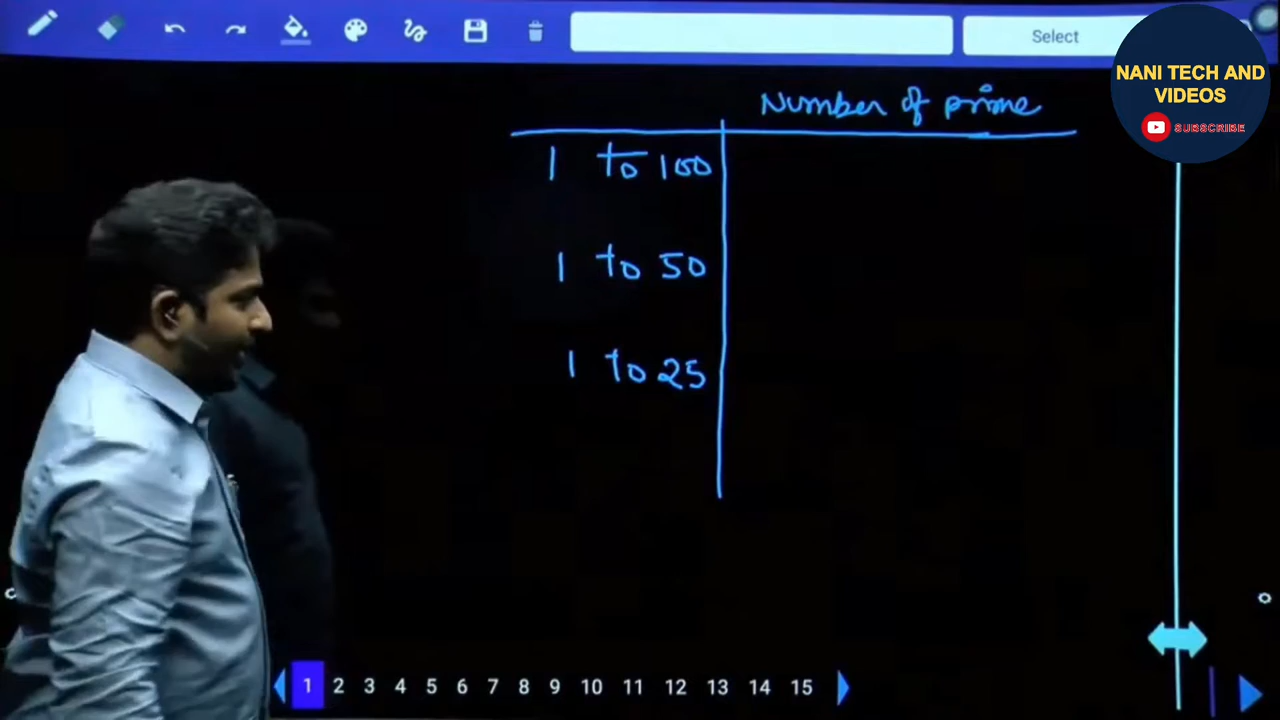 Select
NANI TECH AND
VIDEOS
SUBSCRIBE
Number of prime
1 to 100
1 to 50
1 to 25
1 2 3 4 5 6 7 8 9 10 11 12 13 14 15